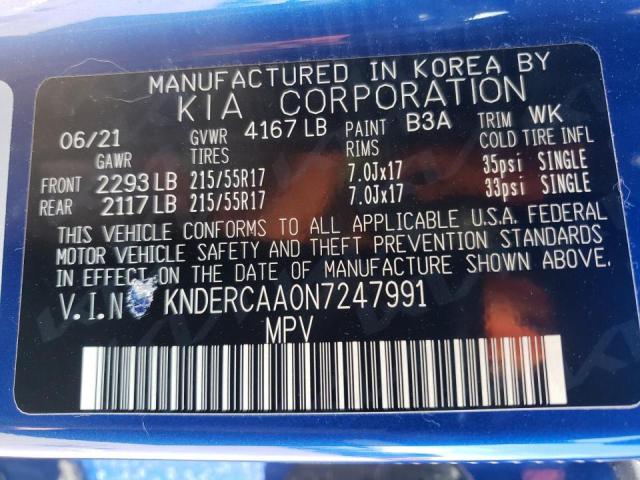 MANUFACTURED IN KOREA BY
KIA CORPORATION
06/21 GVWR 4167 LB PAINT B3A TRIM WK
GAWR TIRES RIMS COLD TIRE INFL
FRONT 2293 LB 215/55R17 7.0Jx17 35psi SINGLE
REAR 2117 LB 215/55R17 7.0Jx17 33psi SINGLE
THIS VEHICLE CONFORMS TO ALL APPLICABLE U.S.A. FEDERAL
MOTOR VEHICLE SAFETY AND THEFT PREVENTION STANDARDS
IN EFFECT ON THE DATE OF MANUFACTURE SHOWN ABOVE.
V.I.N KNDERCAA0N7247991
MPV